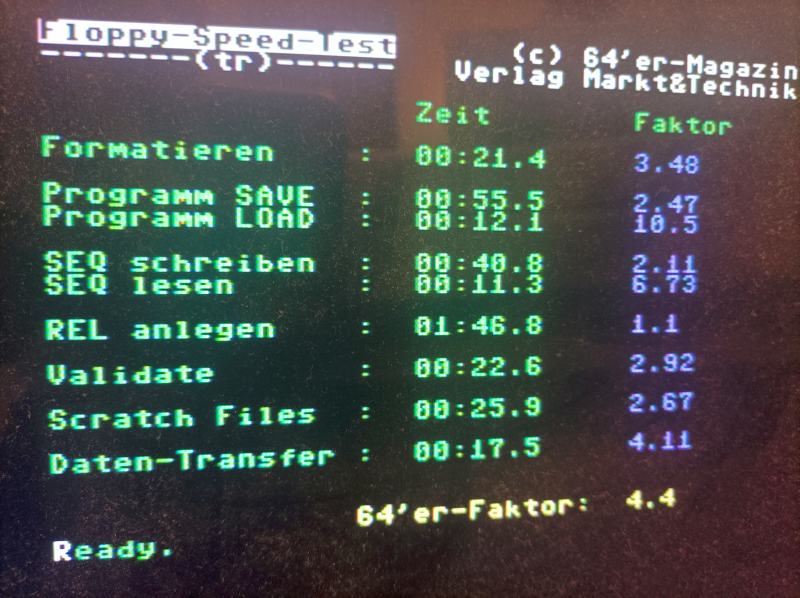 Floppy-Speed-Test
-------(tr)------
(c) 64'er-Magazin
Verlag Markt&Technik
Zeit Faktor
Formatieren : 00:21.4 3.48
Programm SAVE : 00:55.5 2.47
Programm LOAD : 00:12.1 10.5
SEQ schreiben : 00:40.8 2.11
SEQ lesen : 00:11.3 6.73
REL anlegen : 01:46.8 1.1
Validate : 00:22.6 2.92
Scratch Files : 00:25.9 2.67
Daten-Transfer : 00:17.5 4.11
64'er-Faktor: 4.4
Ready.